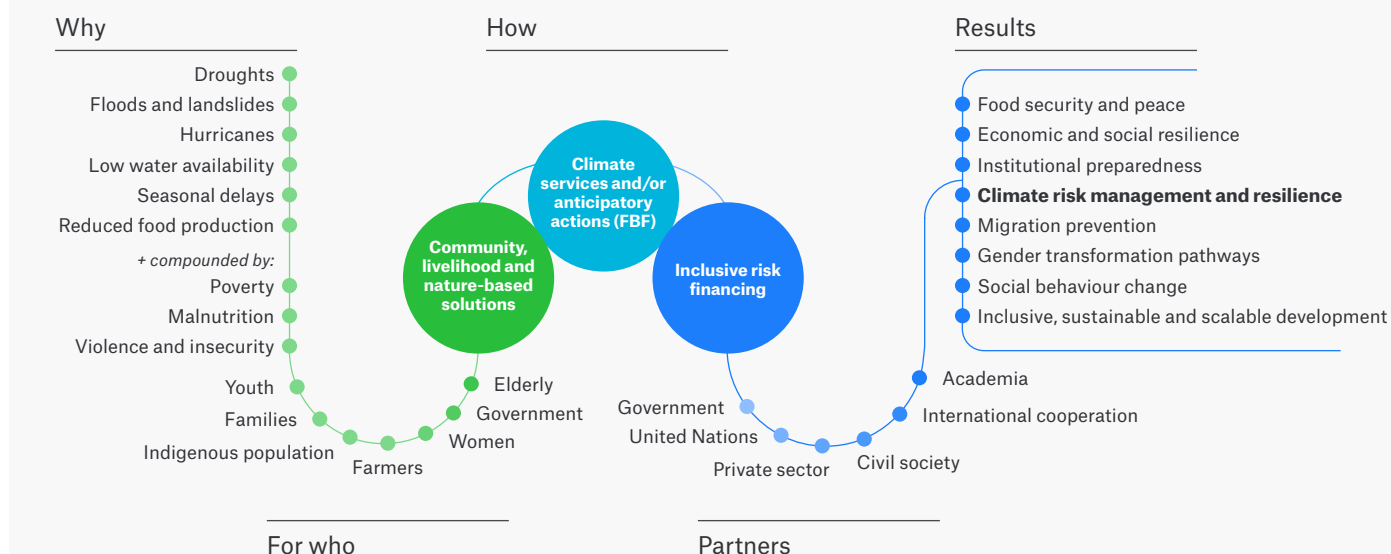 Why
Droughts
Floods and landslides
Hurricanes
Low water availability
Seasonal delays
Reduced food production
+ compounded by:
Poverty
Malnutrition
Violence and insecurity
Youth
Families
Indigenous population
Farmers
Women
Government
Elderly
For who
How
Community,
livelihood and
nature-based
solutions
Climate
services and/or
anticipatory
actions (FBF)
Inclusive risk
financing
Government
United Nations
Private sector
Civil society
International cooperation
Academia
Partners
Results
Food security and peace
Economic and social resilience
Institutional preparedness
Climate risk management and resilience
Migration prevention
Gender transformation pathways
Social behaviour change
Inclusive, sustainable and scalable development